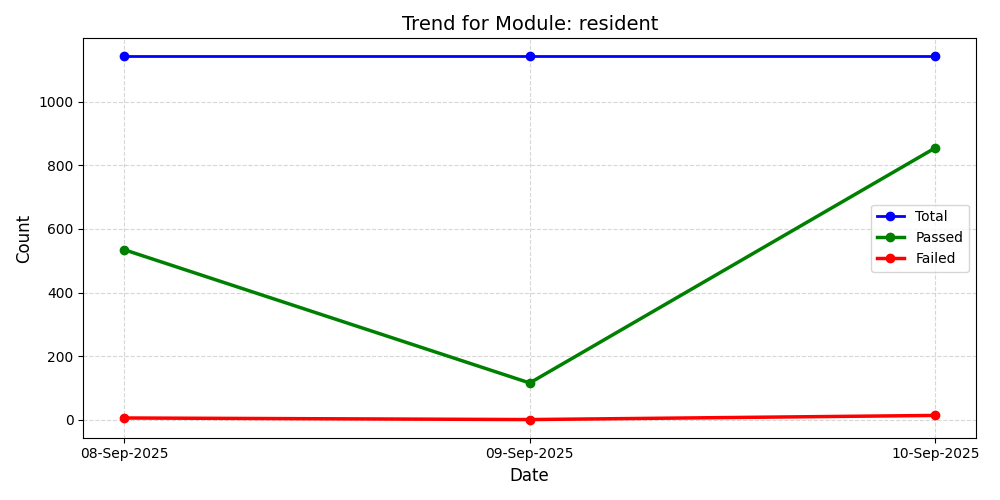 Trend for Module: resident
Count
1000
800
600
400
200
0
Total
Passed
Failed
08-Sep-2025
09-Sep-2025
10-Sep-2025
Date